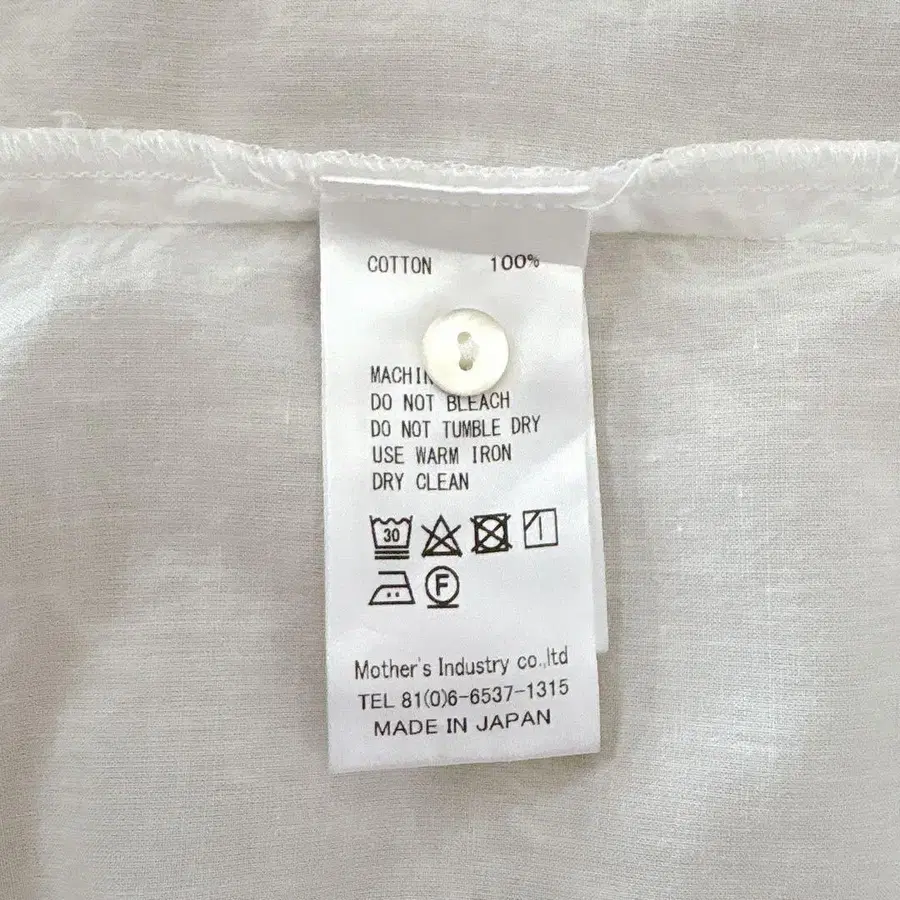 COTTON 100%
DO NOT BLEACH
DO NOT TUMBLE DRY
USE WARM IRON
DRY CLEAN
30
F
Mother's Industry co.,ltd
TEL 81(0)6-6537-1315
MADE IN JAPAN